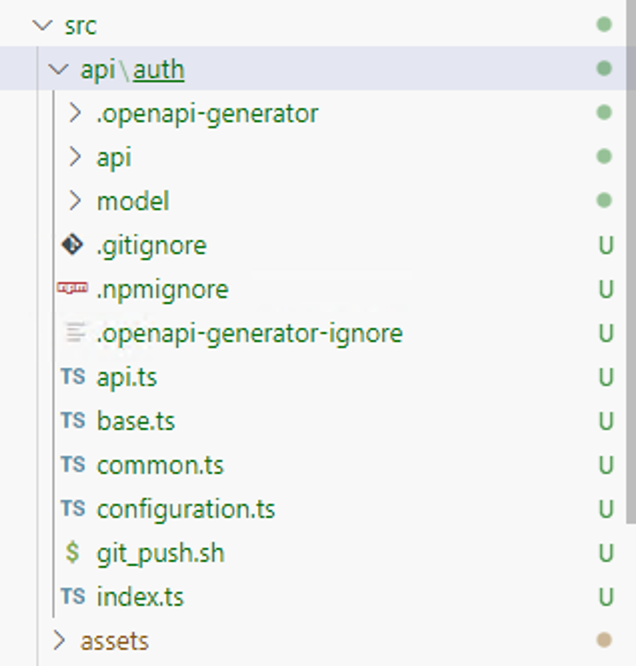 src
api\auth
.openapi-generator
api
model
.gitignore U
npm .npmignore U
.openapi-generator-ignore U
TS api.ts U
TS base.ts U
TS common.ts U
TS configuration.ts U
$ git_push.sh U
TS index.ts U
assets